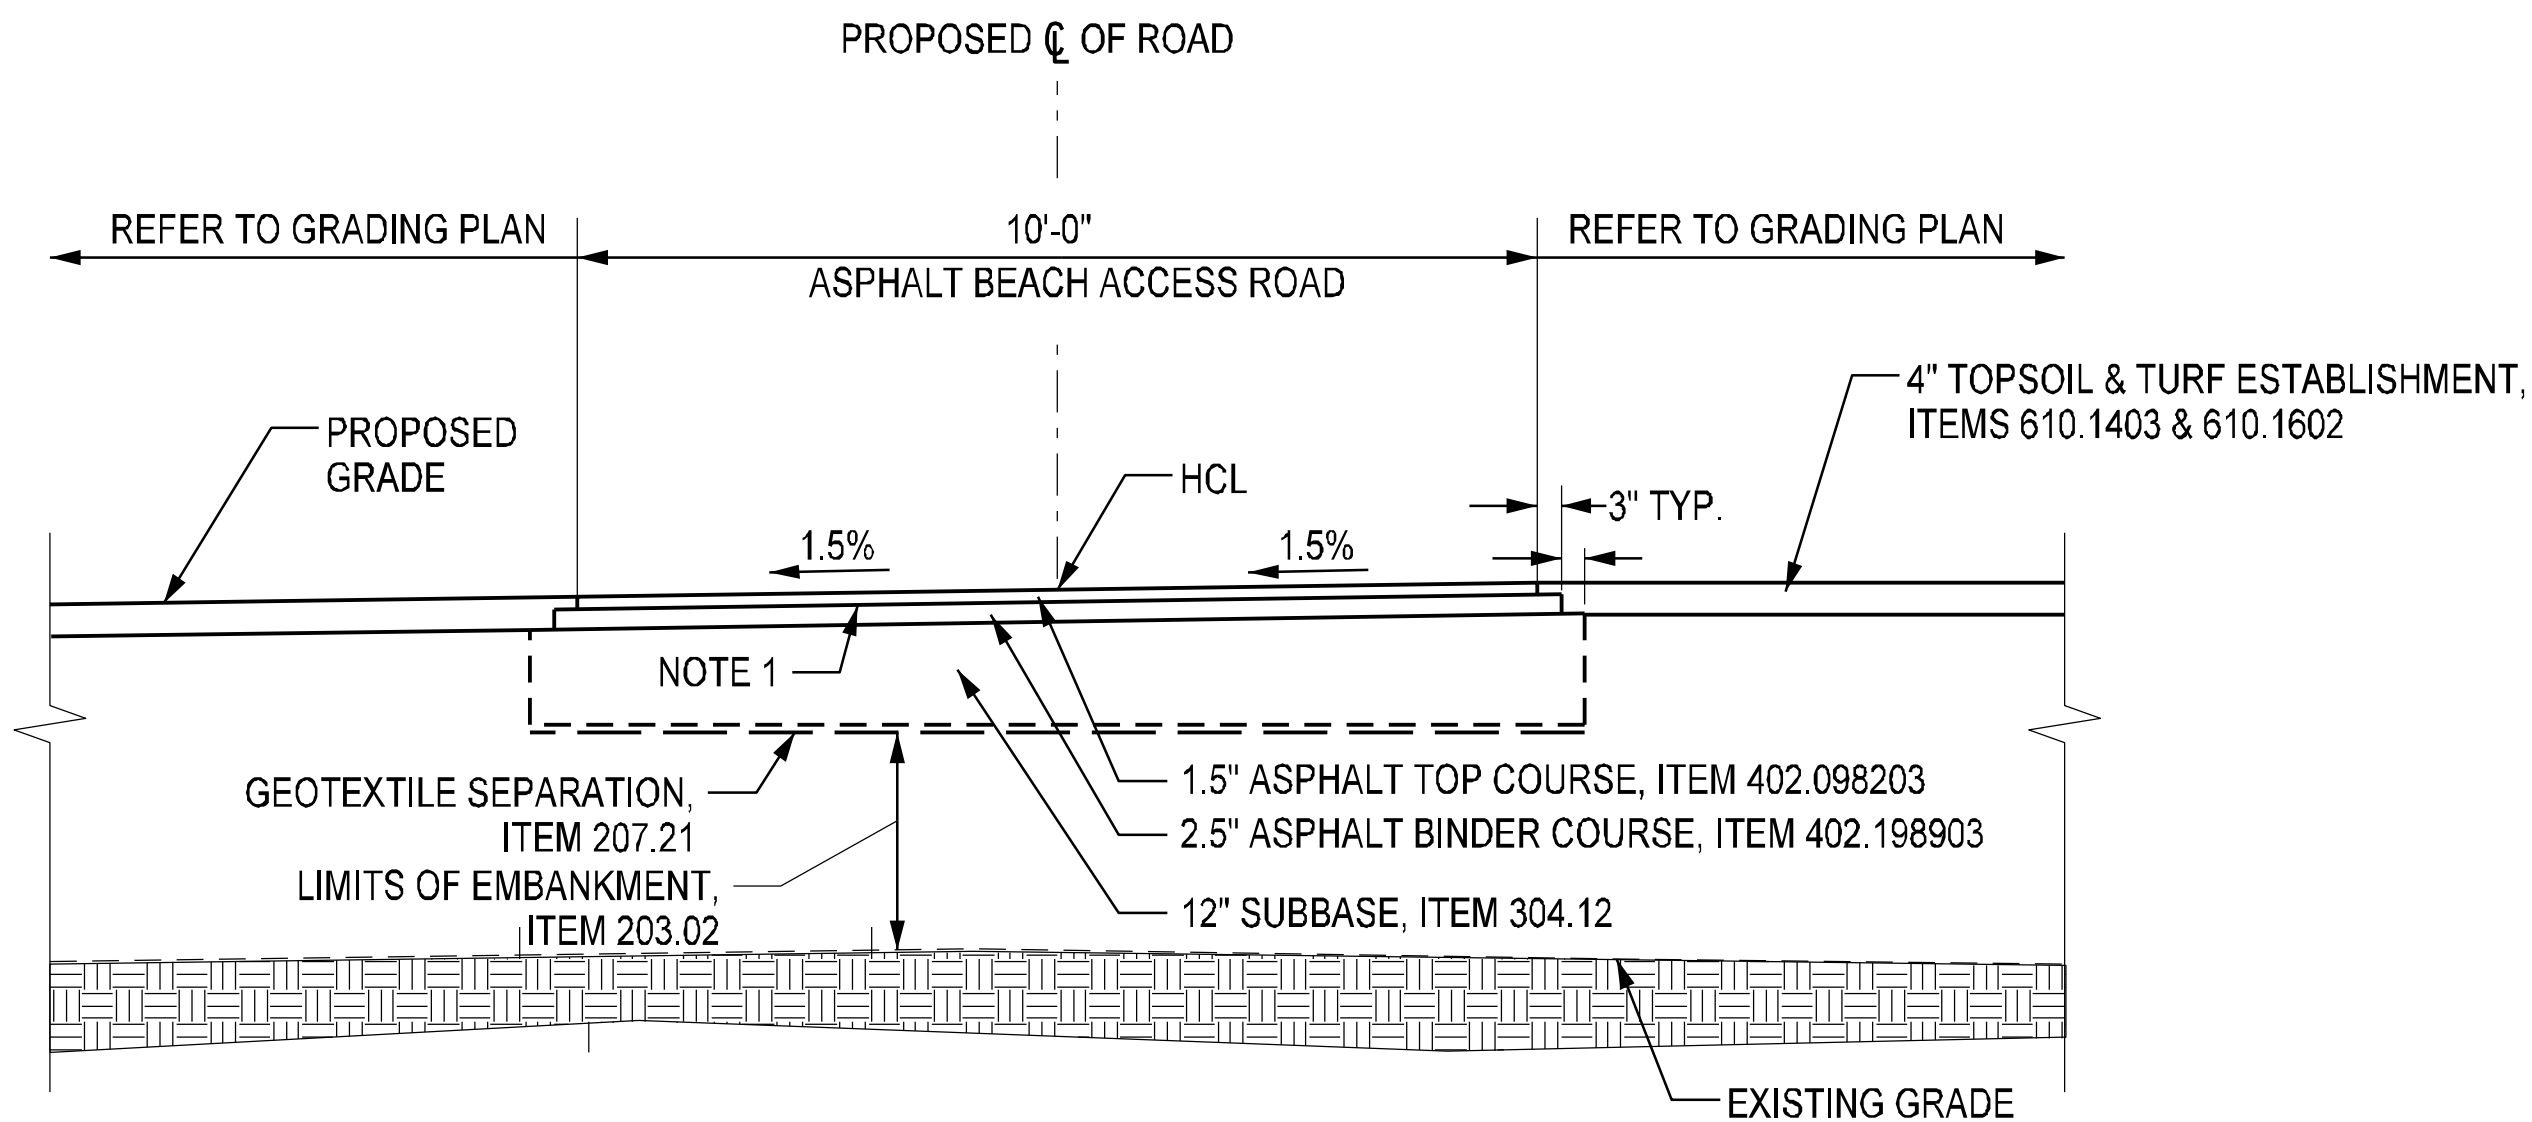 PROPOSED ℄ OF ROAD
REFER TO GRADING PLAN
10'-0"
REFER TO GRADING PLAN
ASPHALT BEACH ACCESS ROAD
4" TOPSOIL & TURF ESTABLISHMENT,
ITEMS 610.1403 & 610.1602
PROPOSED
GRADE
HCL
3" TYP.
1.5%
1.5%
NOTE 1
GEOTEXTILE SEPARATION,
ITEM 207.21
1.5" ASPHALT TOP COURSE, ITEM 402.098203
2.5" ASPHALT BINDER COURSE, ITEM 402.198903
LIMITS OF EMBANKMENT,
ITEM 203.02
12" SUBBASE, ITEM 304.12
EXISTING GRADE